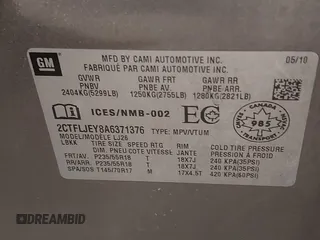 GM
MFD BY CAMI AUTOMOTIVE INC. 05/10
FABRIQUÉ PAR CAMI AUTOMOTIVE INC.
GVWR GAWR FRT GAWR RR
PNBV PNBE AV. PNBE ARR.
2404KG(5299LB) 1250KG(2755LB) 1280KG(2821LB)
ICES/NMB-002 EC
CANADA 985
2CTFLJEY8A6371376 TYPE: MPV/VTUM
MODEL/MODÈLE LJ26
LBKK TIRE SIZE SPEED RTG RIM COLD TIRE PRESSURE
DIM. PNEU COTE VITESSE JANTE
FRT/AV. P235/55R18 T 18X7J 240 KPA(35PSI)
RR/ARR. P235/55R18 T 18X7J 240 KPA(35PSI)
SPA/SOS T145/70R17 M 17X4.5T 420 KPA(60PSI)
DREAMBID